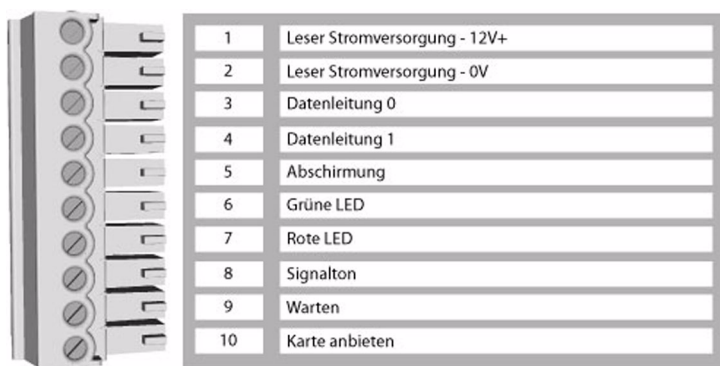 1 Leser Stromversorgung - 12V+
2 Leser Stromversorgung - 0V
3 Datenleitung 0
4 Datenleitung 1
5 Abschirmung
6 Grüne LED
7 Rote LED
8 Signalton
9 Warten
10 Karte anbieten